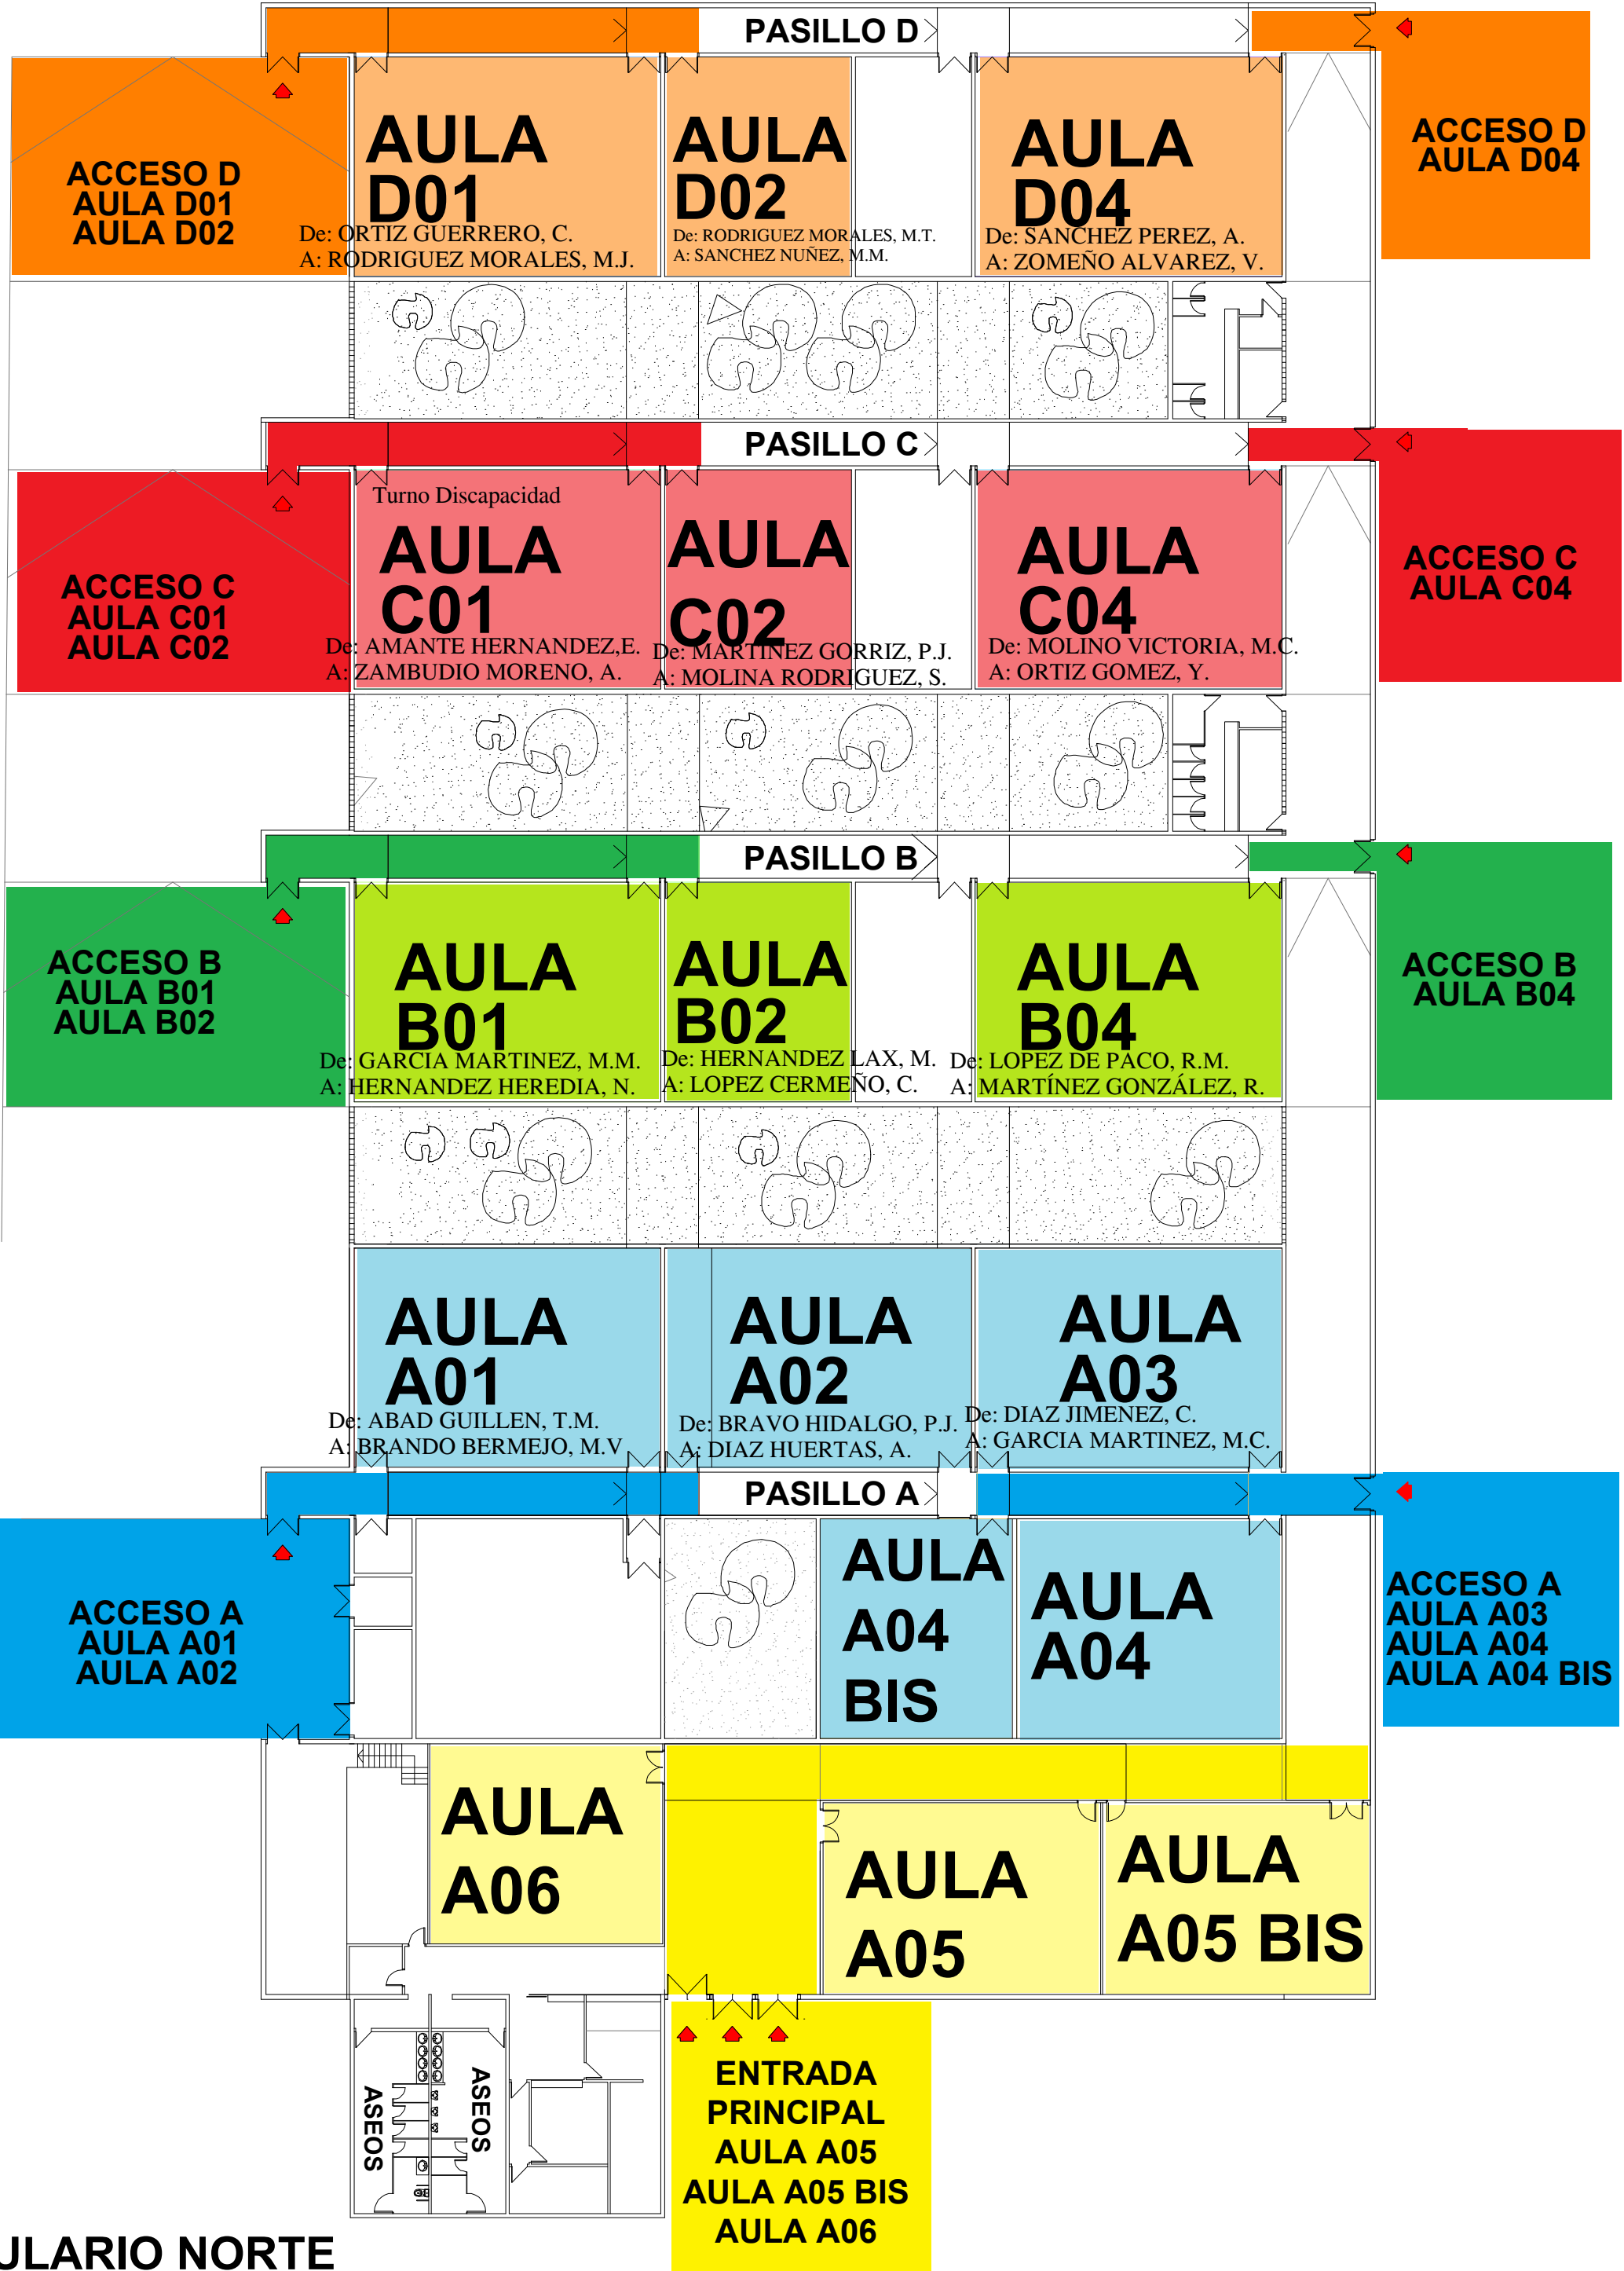 PASILLO D
ACCESO D
AULA D01
AULA D02
AULA
D01
De: ORTIZ GUERRERO, C.
A: RODRIGUEZ MORALES, M.J.
AULA
D02
De: RODRIGUEZ MORALES, M.T.
A: SANCHEZ NUÑEZ, M.M.
AULA
D04
De: SANCHEZ PEREZ, A.
A: ZOMEÑO ALVAREZ, V.
ACCESO D
AULA D04
PASILLO C
ACCESO C
AULA C01
AULA C02
Turno Discapacidad
AULA
C01
De: AMANTE HERNANDEZ,E.
A: ZAMBUDIO MORENO, A.
AULA
C02
De: MARTINEZ GORRIZ, P.J.
A: MOLINA RODRIGUEZ, S.
AULA
C04
De: MOLINO VICTORIA, M.C.
A: ORTIZ GOMEZ, Y.
ACCESO C
AULA C04
PASILLO B
ACCESO B
AULA B01
AULA B02
AULA
B01
De: GARCIA MARTINEZ, M.M.
A: HERNANDEZ HEREDIA, N.
AULA
B02
De: HERNANDEZ LAX, M.
A: LOPEZ CERMEÑO, C.
AULA
B04
De: LOPEZ DE PACO, R.M.
A: MARTÍNEZ GONZÁLEZ, R.
ACCESO B
AULA B04
AULA
A01
De: ABAD GUILLEN, T.M.
A: BRANDO BERMEJO, M.V
AULA
A02
De: BRAVO HIDALGO, P.J.
A: DIAZ HUERTAS, A.
AULA
A03
De: DIAZ JIMENEZ, C.
A: GARCIA MARTINEZ, M.C.
PASILLO A
ACCESO A
AULA A01
AULA A02
AULA
A04
BIS
AULA
A04
ACCESO A
AULA A03
AULA A04
AULA A04 BIS
AULA
A06
AULA
A05
AULA
A05 BIS
ASEOS
ASEOS
ENTRADA
PRINCIPAL
AULA A05
AULA A05 BIS
AULA A06
ULARIO NORTE